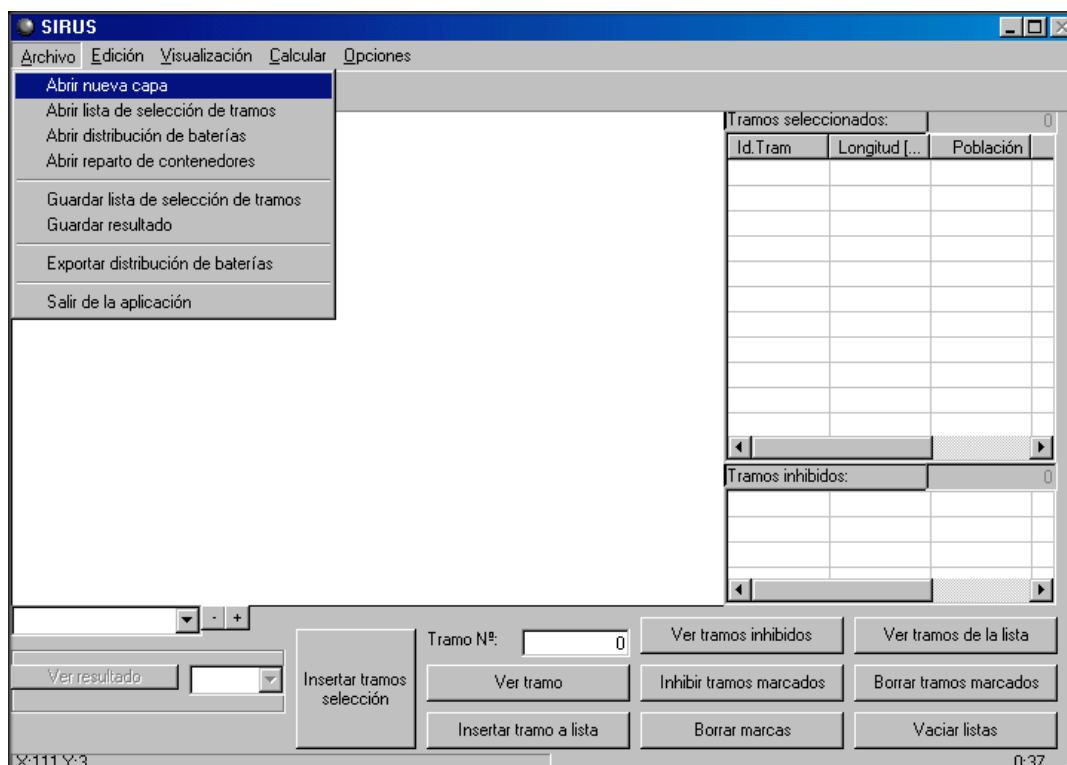 SIRUS
Archivo Edición Visualización Calcular Opciones
Abrir nueva capa
Abrir lista de selección de tramos
Abrir distribución de baterías
Abrir reparto de contenedores
Guardar lista de selección de tramos
Guardar resultado
Exportar distribución de baterías
Salir de la aplicación
Tramos seleccionados: 0
Id.Tram Longitud [... Población
Tramos inhibidos: 0
- +
Tramo Nº: 0
Ver tramos inhibidos
Ver tramos de la lista
Ver resultado
Insertar tramos
selección
Ver tramo
Inhibir tramos marcados
Borrar tramos marcados
Insertar tramo a lista
Borrar marcas
Vaciar listas
X:111 Y:3 0:37